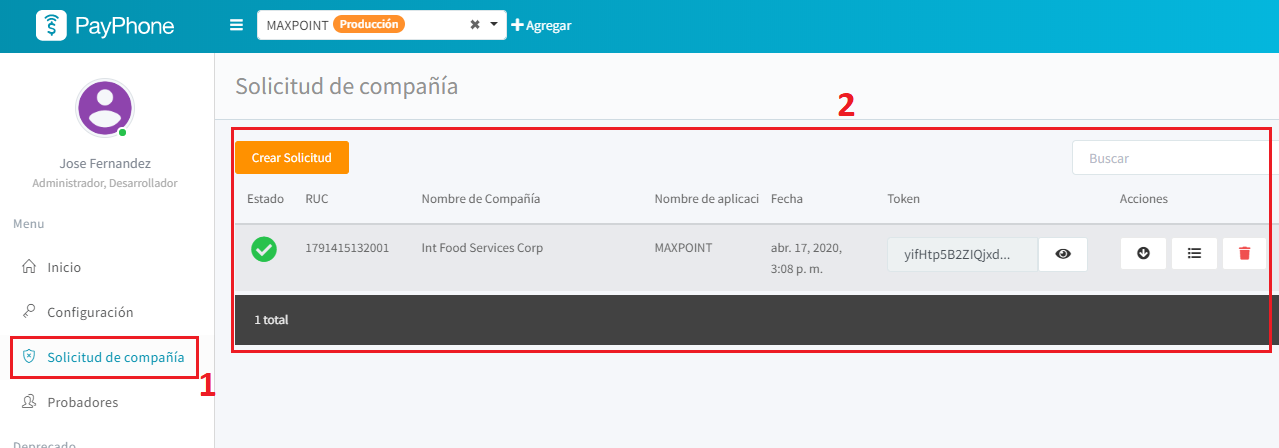 PayPhone
MAXPOINT Producción
Agregar
Jose Fernandez
Administrador, Desarrollador
Menu
Inicio
Configuración
Solicitud de compañía
1
Probadores
Deprecado
Solicitud de compañía
2
Crear Solicitud
Buscar
Estado RUC Nombre de Compañía Nombre de aplicaci Fecha Token Acciones
1791415132001 Int Food Services Corp MAXPOINT abr. 17, 2020, yifHtp5B2ZIQjxd...
3:08 p. m.
1 total